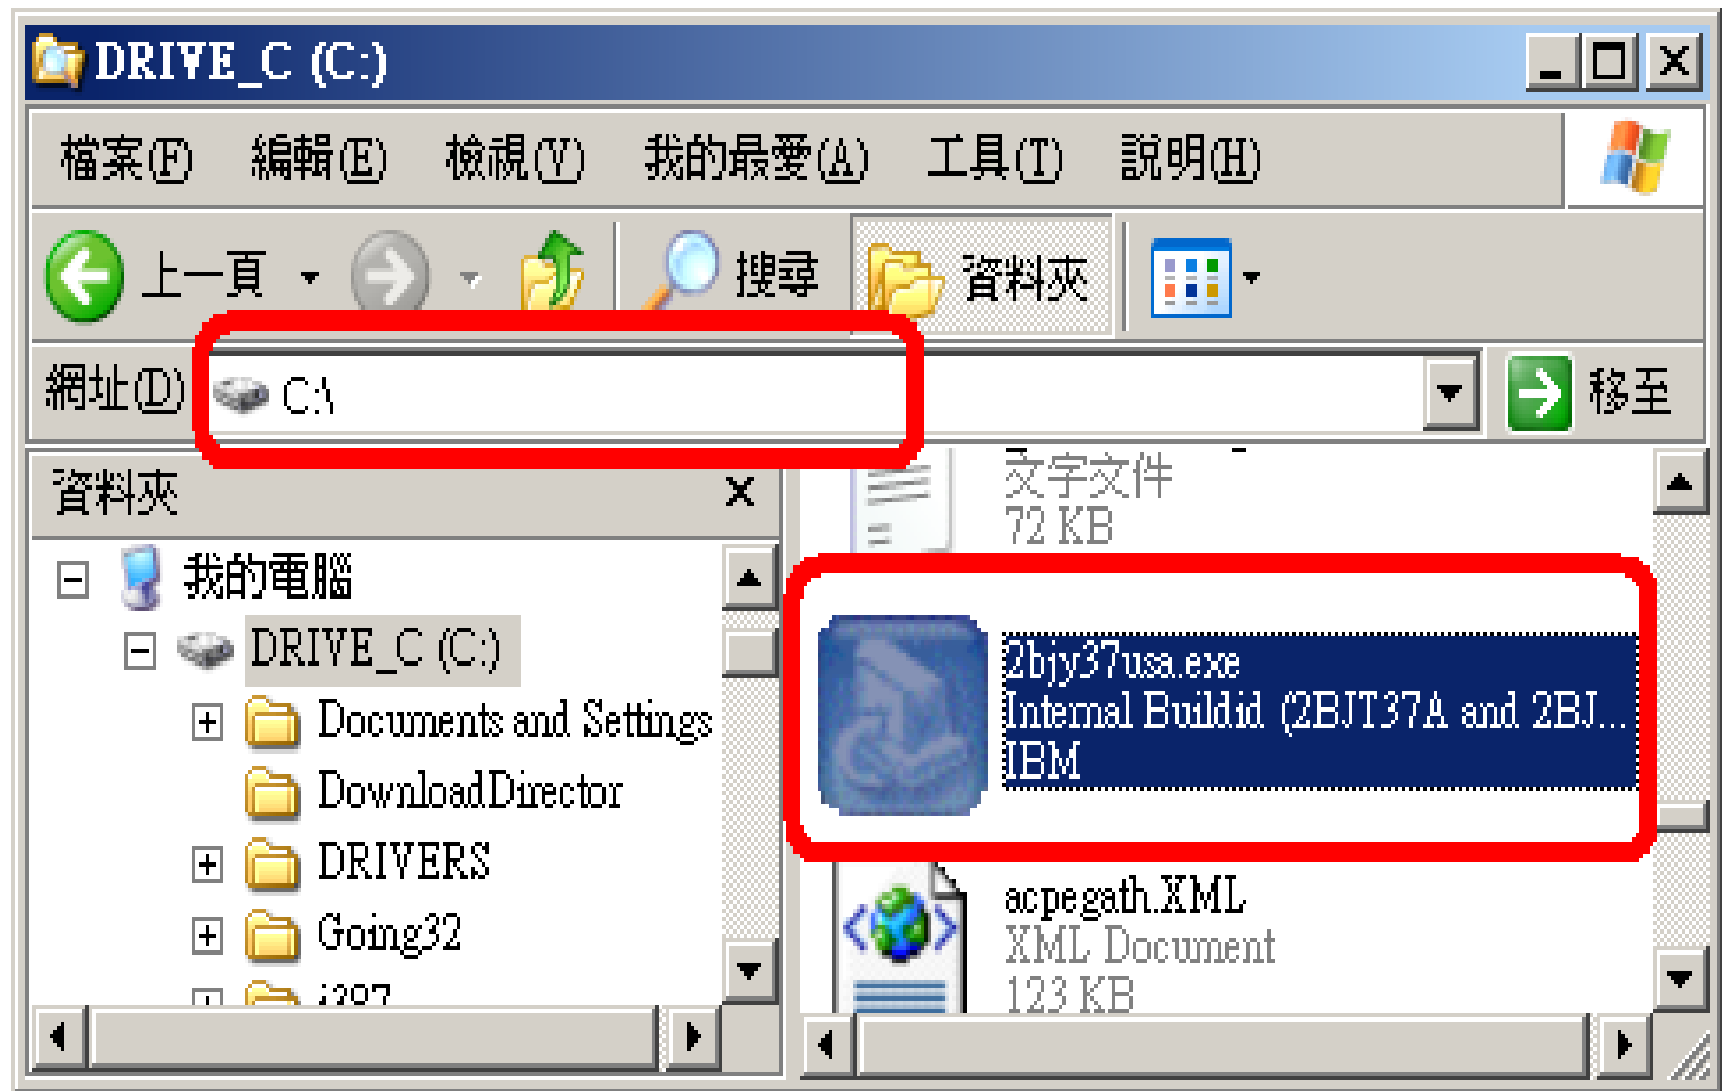 DRIVE_C (C:)
檔案(F) 編輯(E) 檢視(V) 我的最愛(A) 工具(T) 說明(H)
上一頁 搜尋 資料夾
網址(D) C:\ 移至
資料夾
我的電腦
DRIVE_C (C:)
Documents and Settings
DownloadDirector
DRIVERS
Going32
文字文件
72 KB
2bjy37usa.exe
Internal Buildid (2BJT37A and 2BJ...
IBM
acpegath.XML
XML Document
123 KB